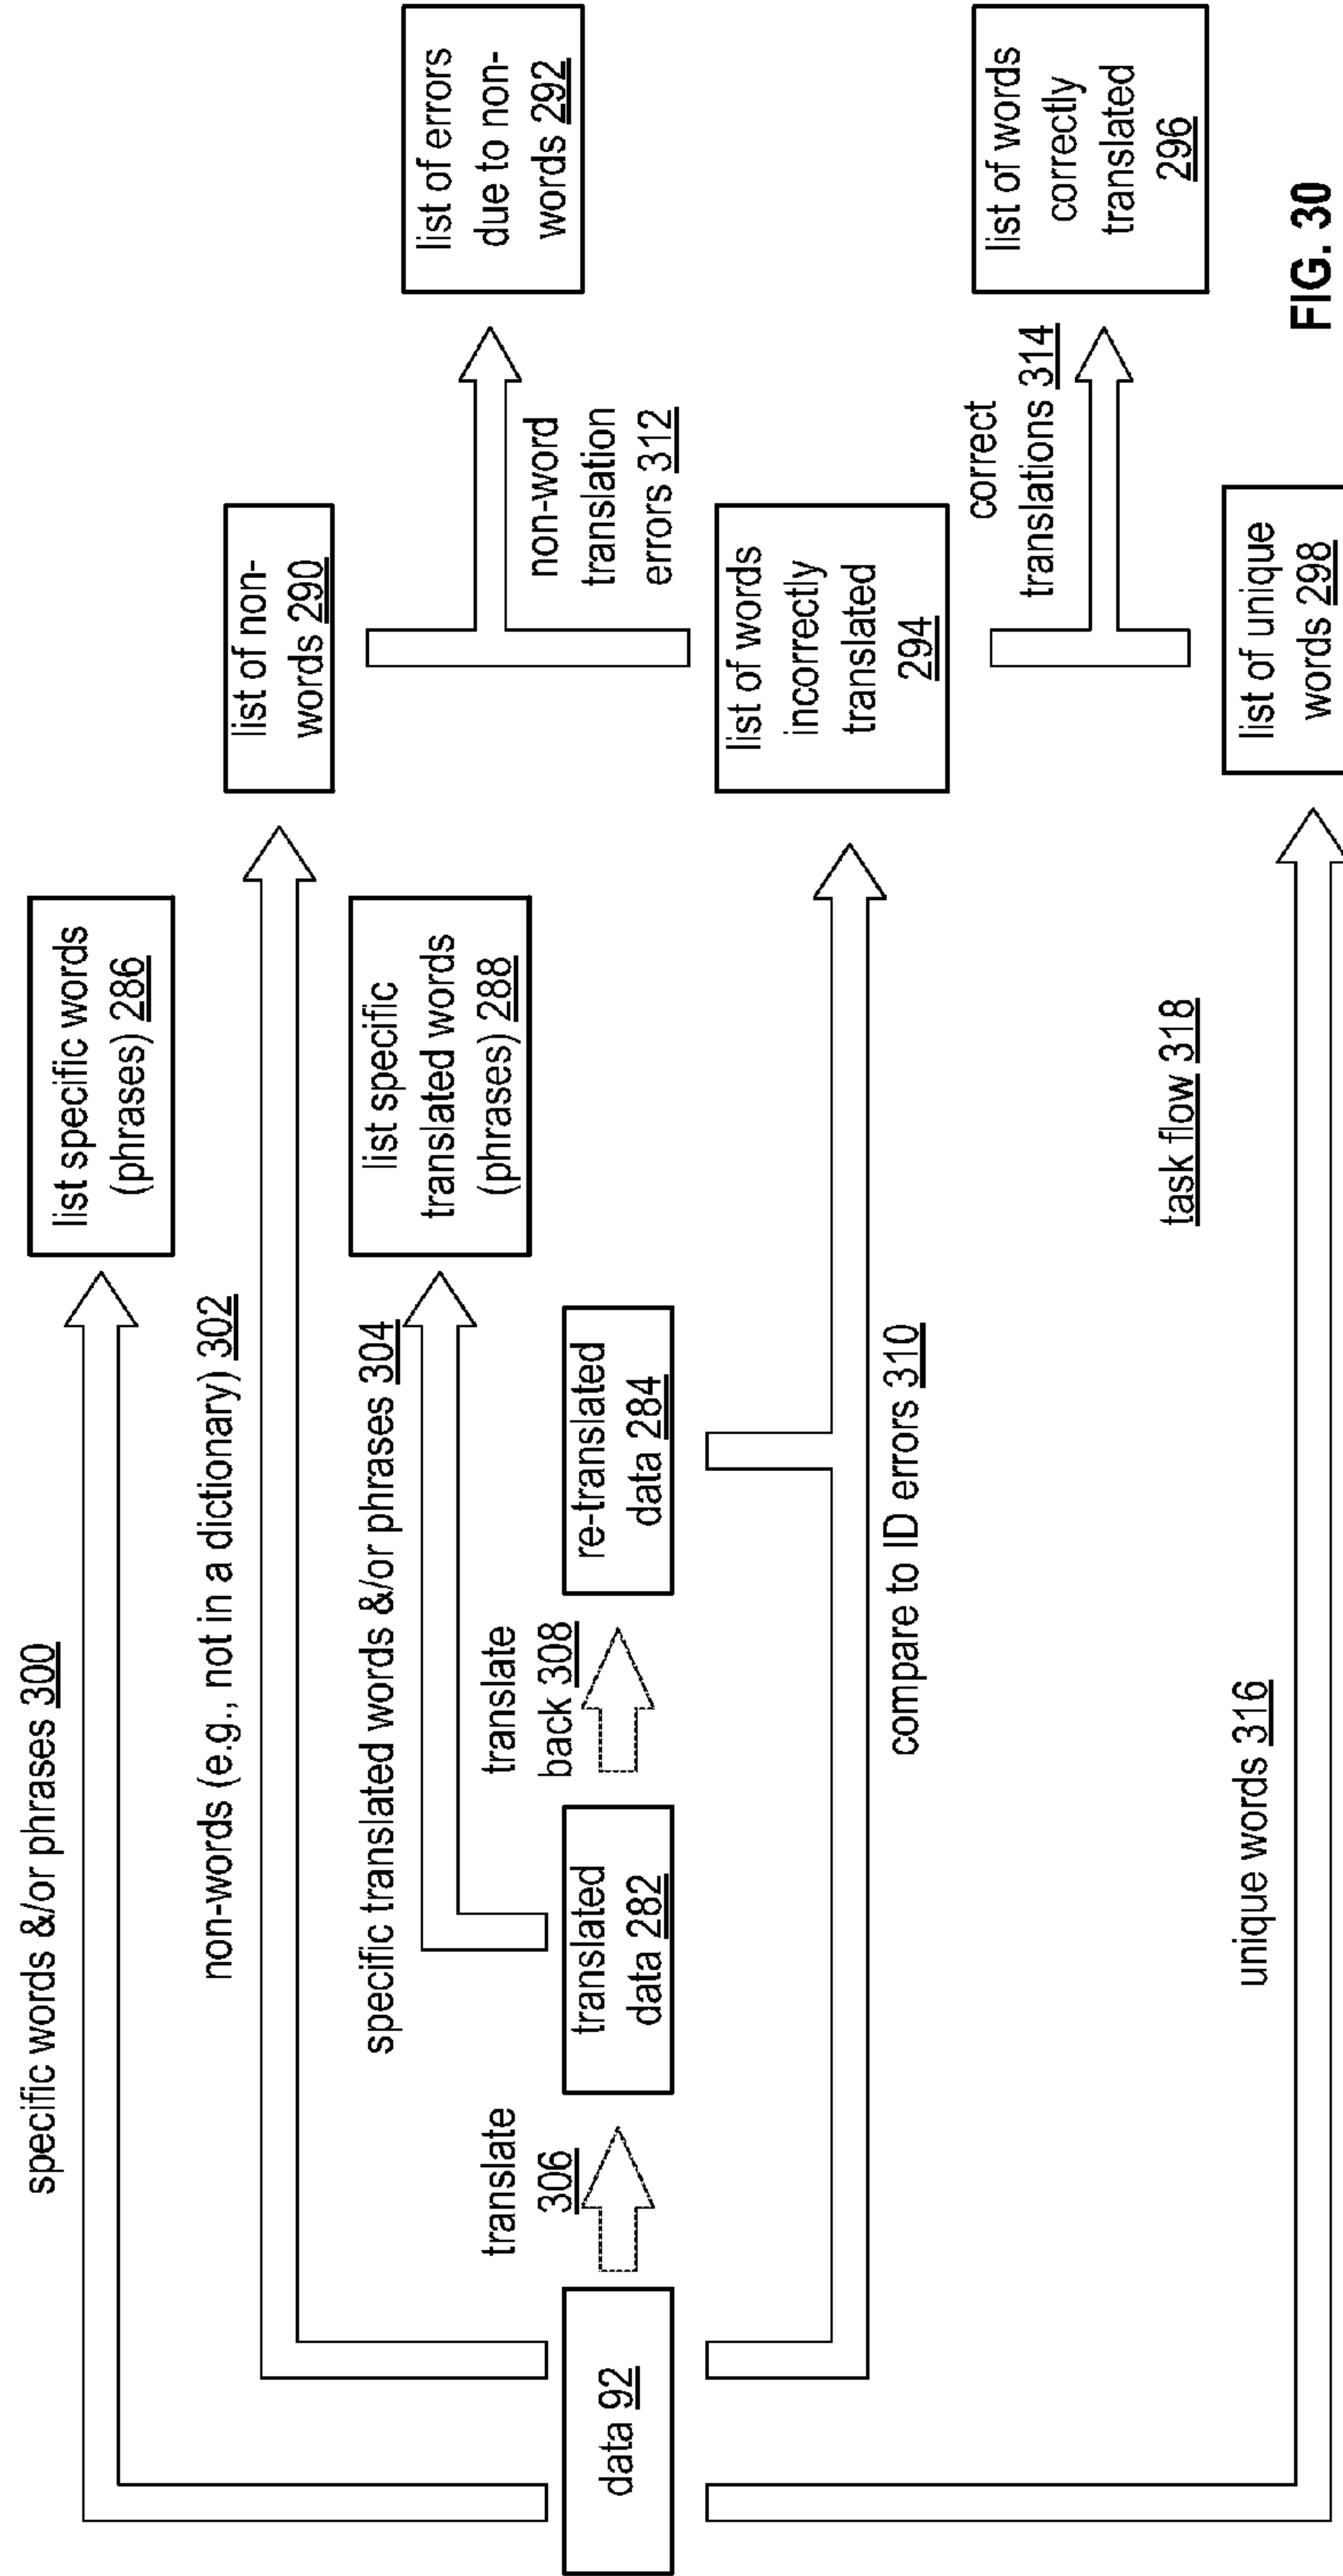 specific words &/or phrases 300
list specific words
(phrases) 286
non-words (e.g., not in a dictionary) 302
list of non-
words 290
specific translated words &/or phrases 304
list specific
translated words
(phrases) 288
list of errors
due to non-
words 292
non-word
translation
errors 312
data 92
translate
306
translated
data 282
translate
back 308
re-translated
data 284
compare to ID errors 310
list of words
incorrectly
translated
294
correct
translations 314
list of words
correctly
translated
296
task flow 318
unique words 316
list of unique
words 298
FIG. 30